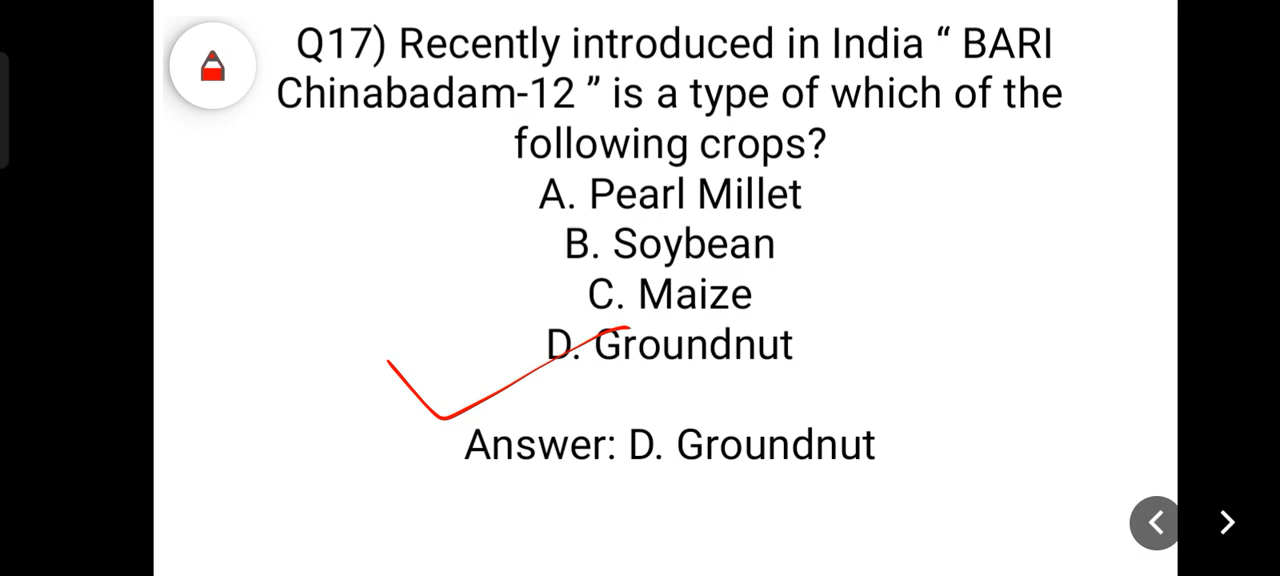 Q17) Recently introduced in India “ BARI
Chinabadam-12 ” is a type of which of the
following crops?
A. Pearl Millet
B. Soybean
C. Maize
D. Groundnut
Answer: D. Groundnut